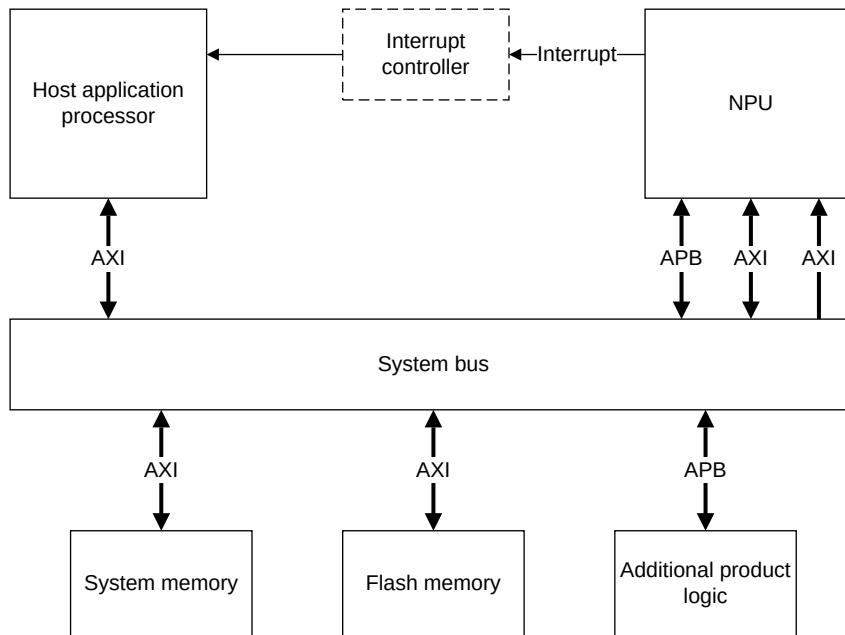 Host application
processor
Interrupt
controller
Interrupt
NPU
AXI
APB
AXI
AXI
System bus
AXI
AXI
APB
System memory
Flash memory
Additional product
logic